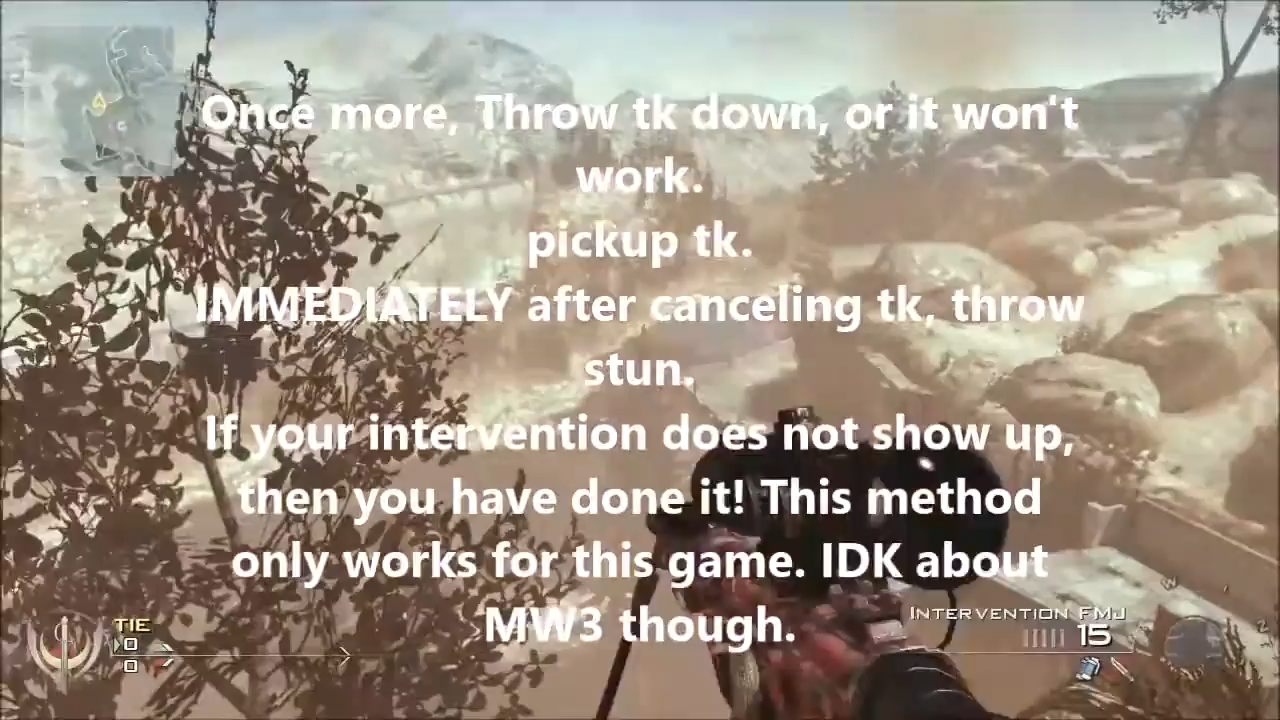 Once more, Throw tk down, or it won't
work.
pickup tk.
IMMEDIATELY after canceling tk, throw
stun.
If your intervention does not show up,
then you have done it! This method
only works for this game. IDK about
MW3 though.
INTERVENTION FMJ
15
TIE
0
0